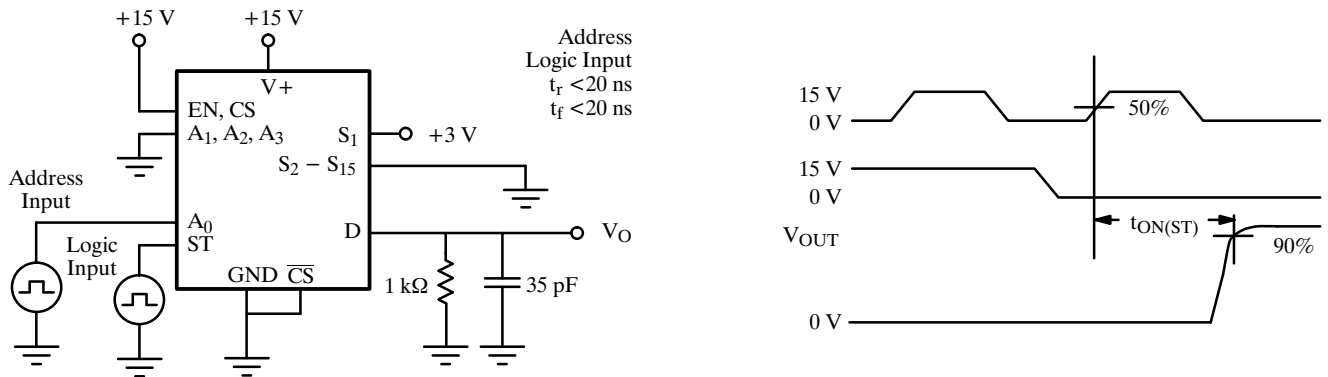 +15 V
+15 V
Address
Logic Input
tr <20 ns
tf <20 ns
V+
EN, CS
A1, A2, A3
S1
+3 V
S2 − S15
Address
Input
A0
Logic
Input
ST
D
VO
GND CS
1 kΩ
35 pF
15 V
0 V
50%
15 V
0 V
tON(ST)
VOUT
90%
0 V